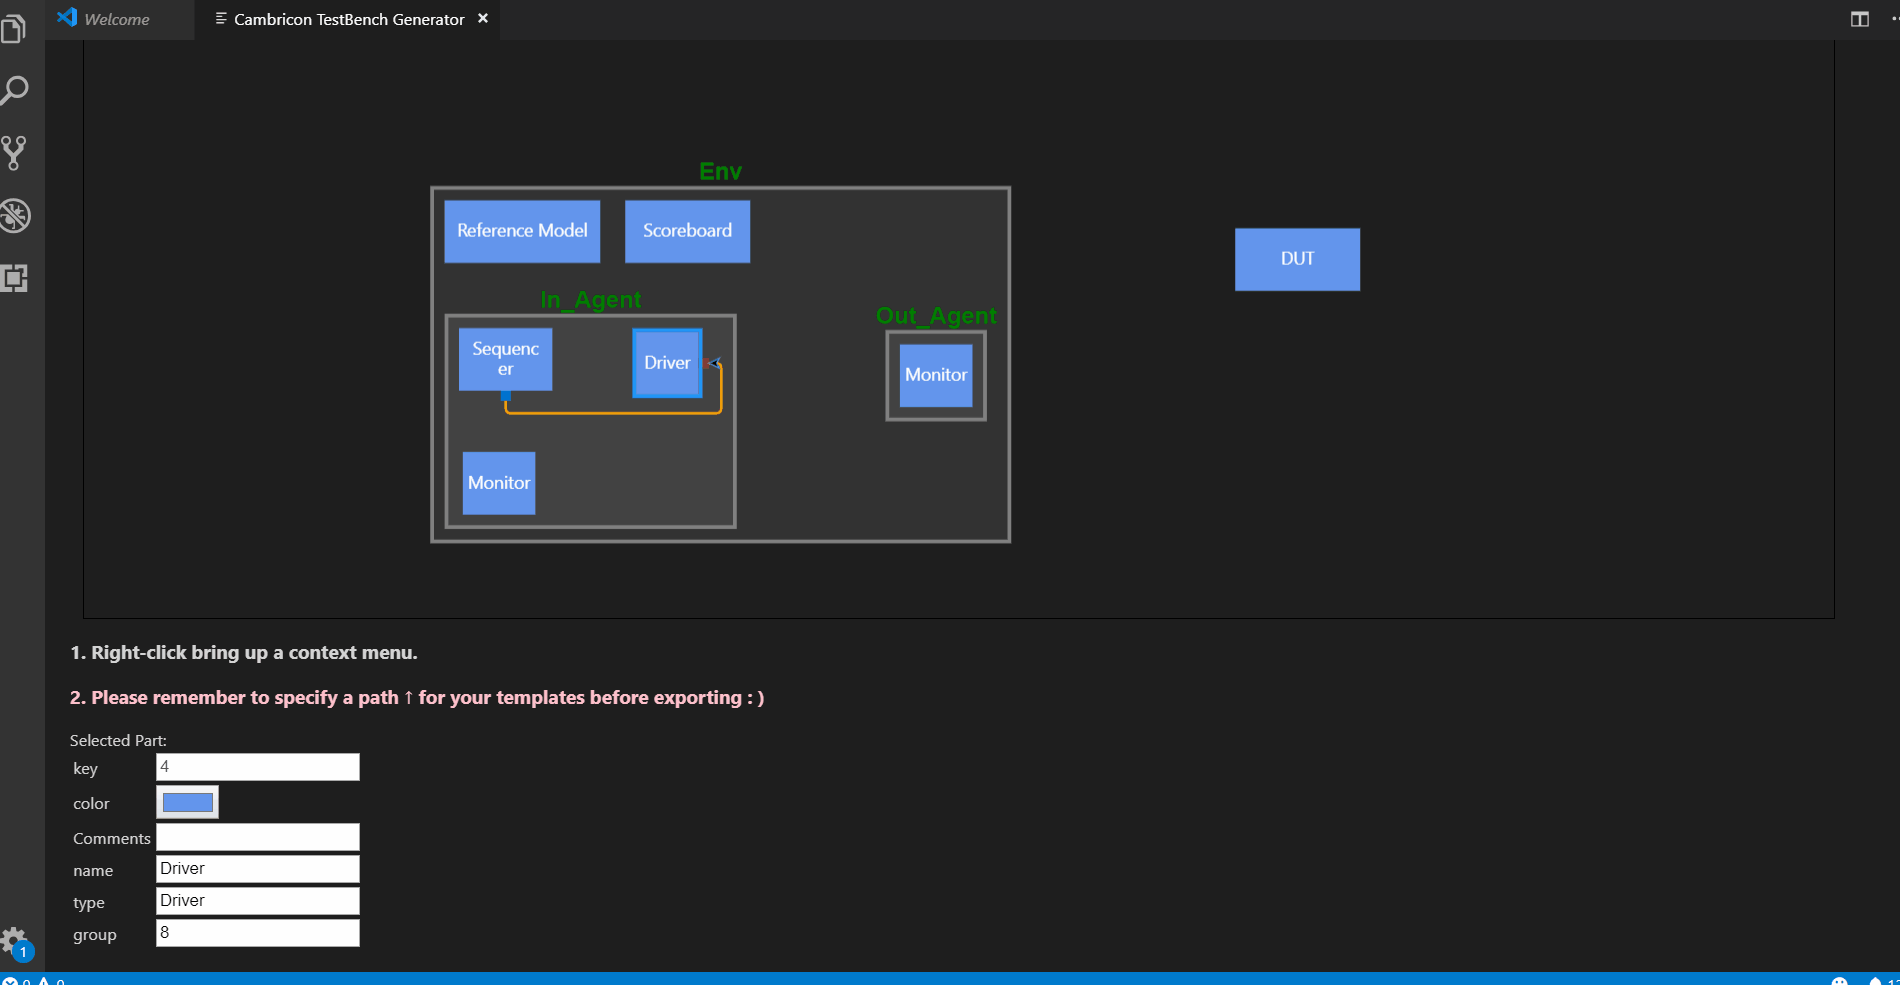 Welcome
Cambricon TestBench Generator
Env
Reference Model
Scoreboard
DUT
In_Agent
Out_Agent
Sequenc
er
Driver
Monitor
Monitor
1. Right-click bring up a context menu.
2. Please remember to specify a path ↑ for your templates before exporting : )
Selected Part:
key 4
color
Comments
name Driver
type Driver
group 8
1